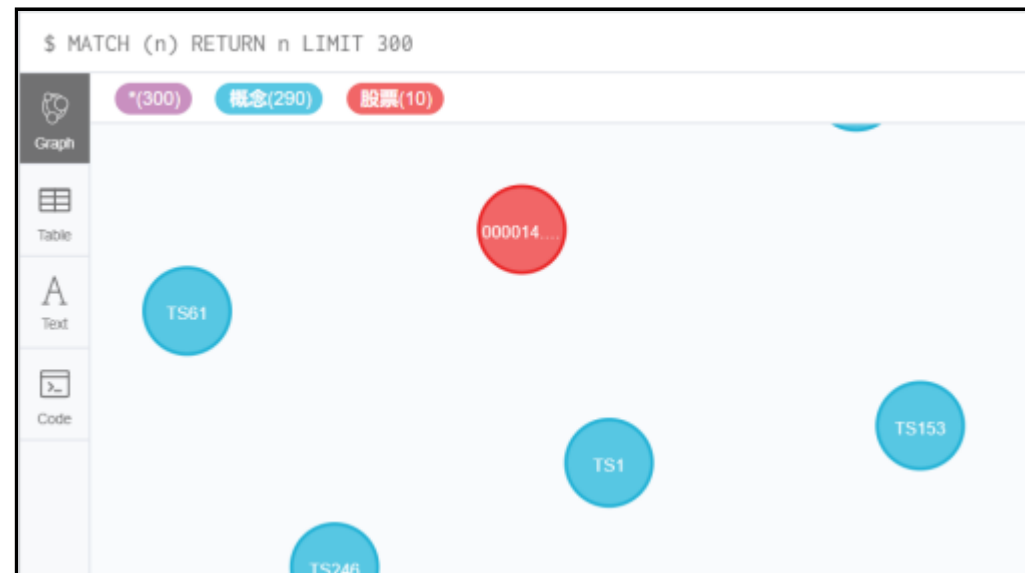 $ MATCH (n) RETURN n LIMIT 300
*(300) 概念(290) 股票(10)
Graph
Table
Text
Code
000014....
TS61
TS153
TS1
TS246